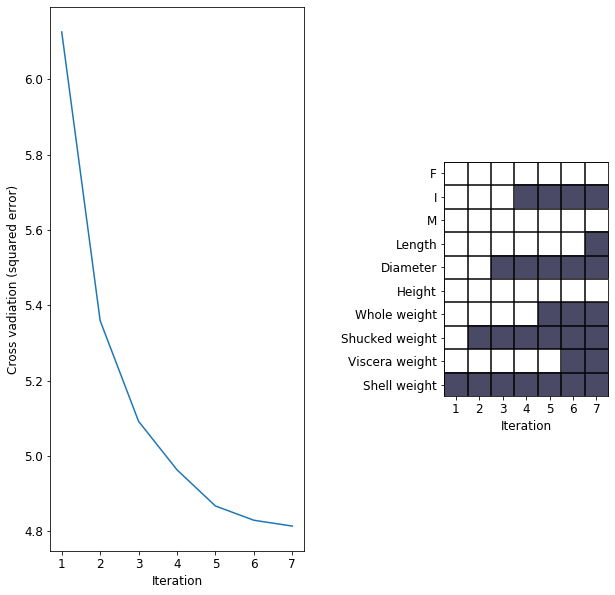 Cross vadiation (squared error)
6.0
5.8
5.6
5.4
5.2
5.0
4.8
1 2 3 4 5 6 7
Iteration
F
I
M
Length
Diameter
Height
Whole weight
Shucked weight
Viscera weight
Shell weight
1 2 3 4 5 6 7
Iteration